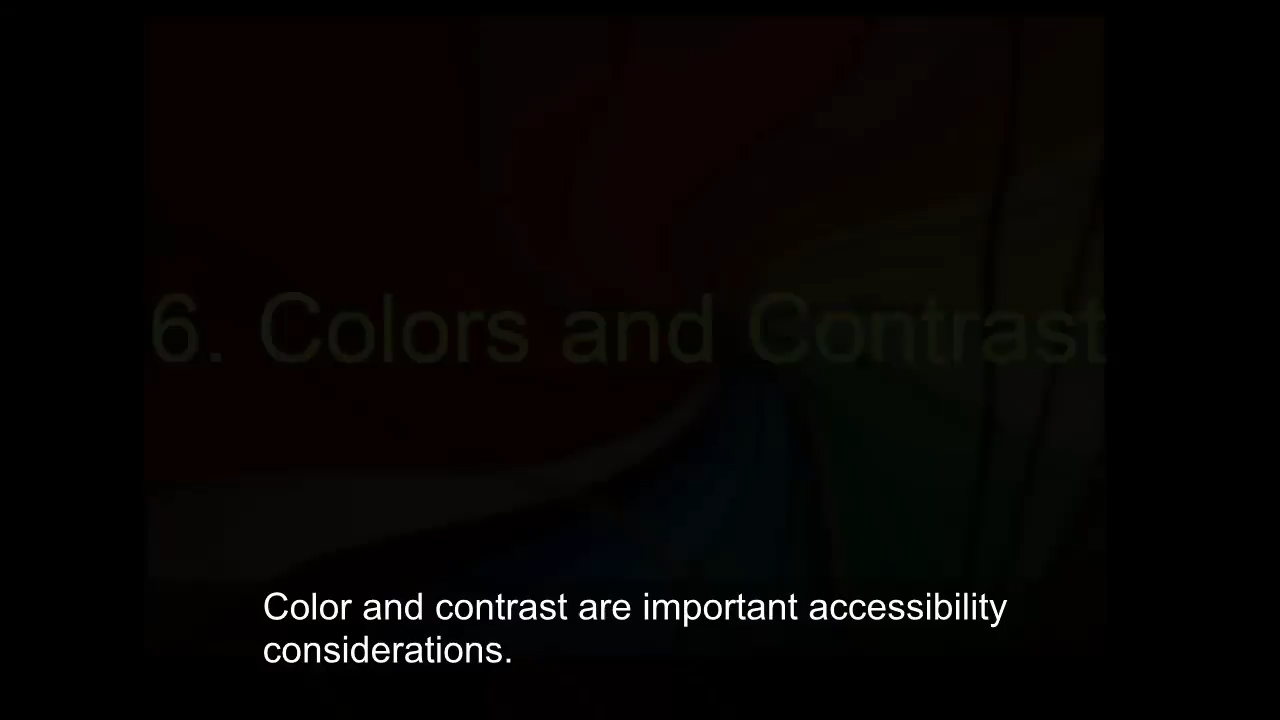 6. Colors and Contrast
Color and contrast are important accessibility
considerations.